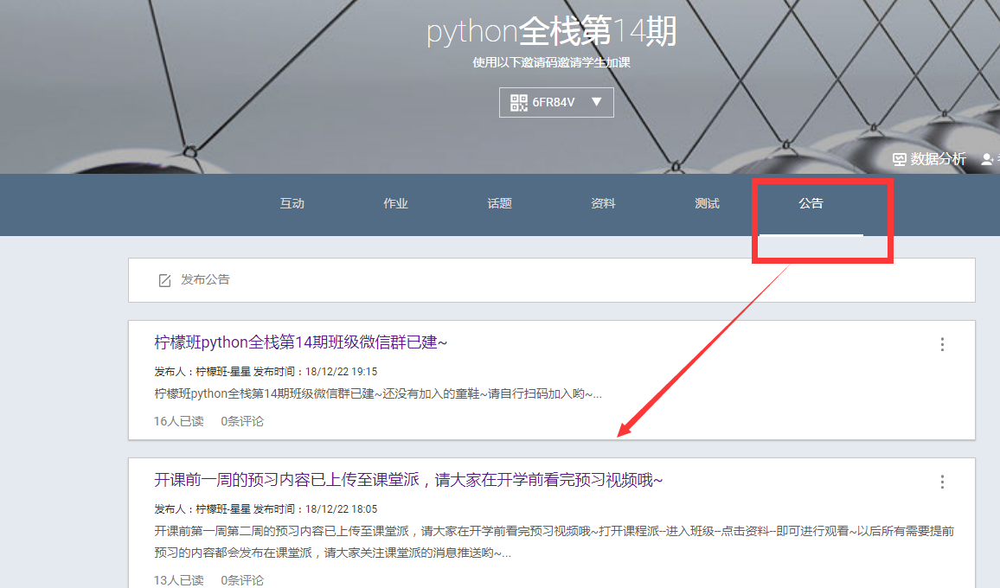 python全栈第14期
使用以下邀请码邀请学生加课
6FR84V
数据分析
互动 作业 话题 资料 测试 公告
发布公告
柠檬班python全栈第14期班级微信群已建~
发布人：柠檬班-星星 发布时间：18/12/22 19:15
柠檬班python全栈第14期班级微信群已建~还没有加入的童鞋~请自行扫码加入哟~...
16人已读 0条评论
开课前一周的预习内容已上传至课堂派，请大家在开学前看完预习视频哦~
发布人：柠檬班-星星 发布时间：18/12/22 18:05
开课前第一周第二周的预习内容已上传至课堂派，请大家在开学前看完预习视频哦~打开课程派--进入班级--点击资料--即可进行观看~以后所有需要提前
预习的内容都会发布在课堂派，请大家关注课堂派的消息推送哟~...
13人已读 0条评论